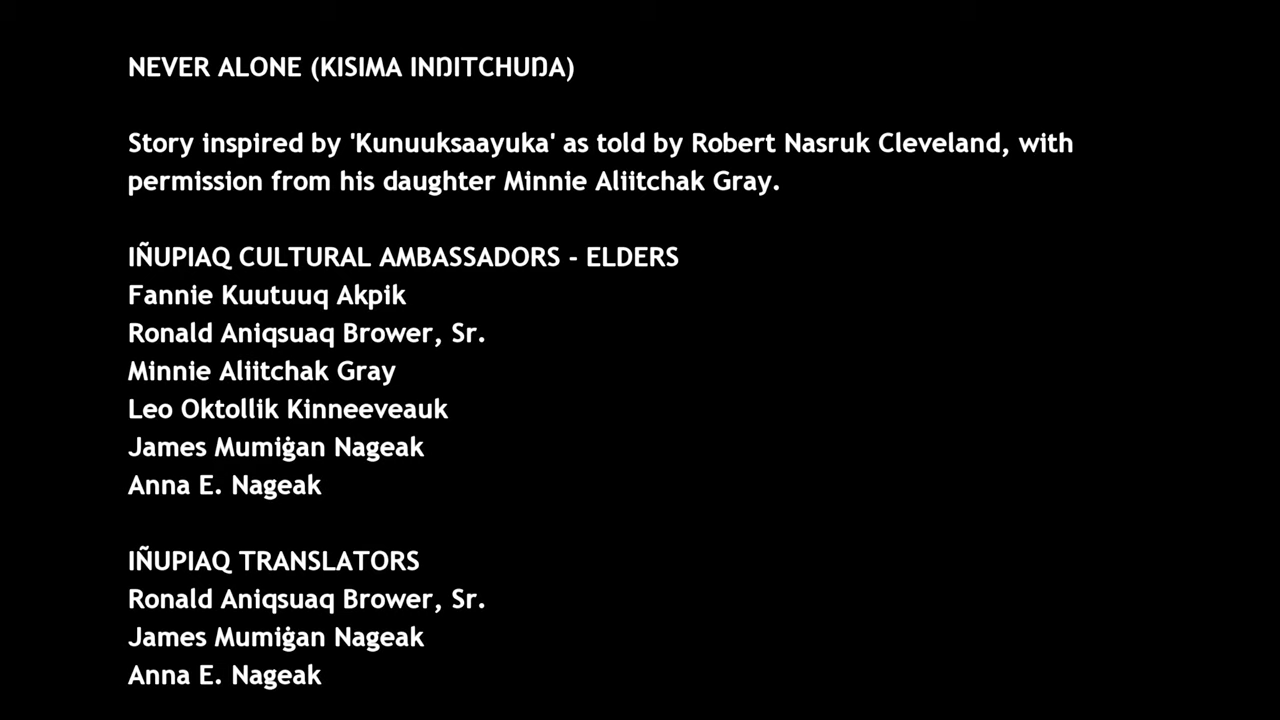 NEVER ALONE (KISIMA INŊITCHUŊA)
Story inspired by 'Kunuuksaayuka' as told by Robert Nasruk Cleveland, with
permission from his daughter Minnie Aliitchak Gray.
IÑUPIAQ CULTURAL AMBASSADORS - ELDERS
Fannie Kuutuuq Akpik
Ronald Aniqsuaq Brower, Sr.
Minnie Aliitchak Gray
Leo Oktollik Kinneeveauk
James Mumiġan Nageak
Anna E. Nageak
IÑUPIAQ TRANSLATORS
Ronald Aniqsuaq Brower, Sr.
James Mumiġan Nageak
Anna E. Nageak